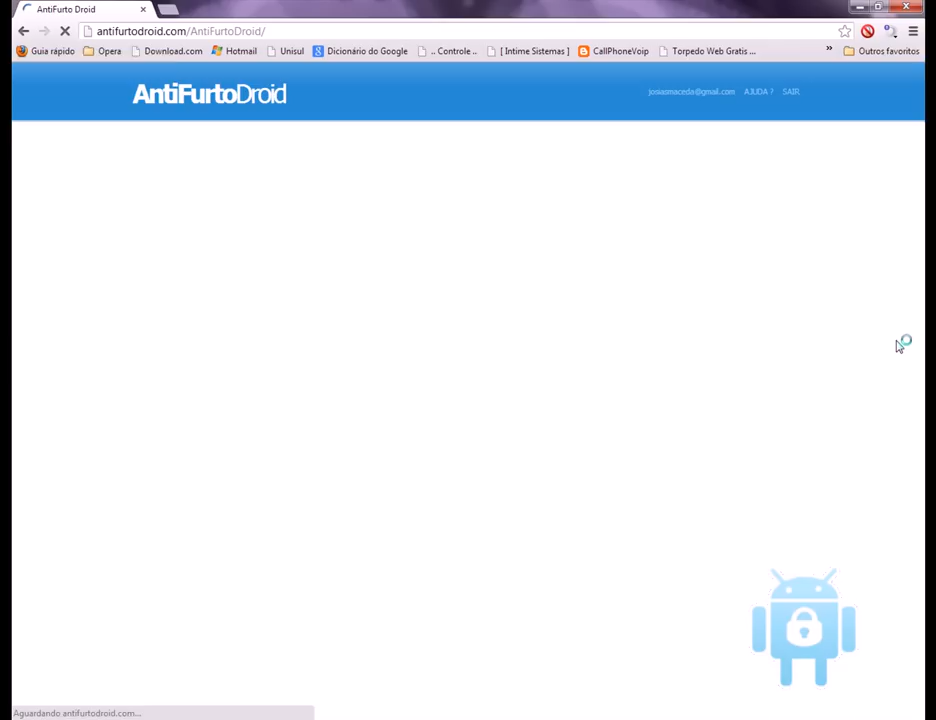 AntiFurto Droid
antifurtodroid.com/AntiFurtoDroid/
Guia rápido Opera Download.com Hotmail Unisul Dicionário do Google .. Controle .. [ Intime Sistemas ] CallPhoneVoip Torpedo Web Gratis ... » Outros favoritos
AntiFurtoDroid
josiasmaceda@gmail.com AJUDA ? SAIR
Aguardando antifurtodroid.com...